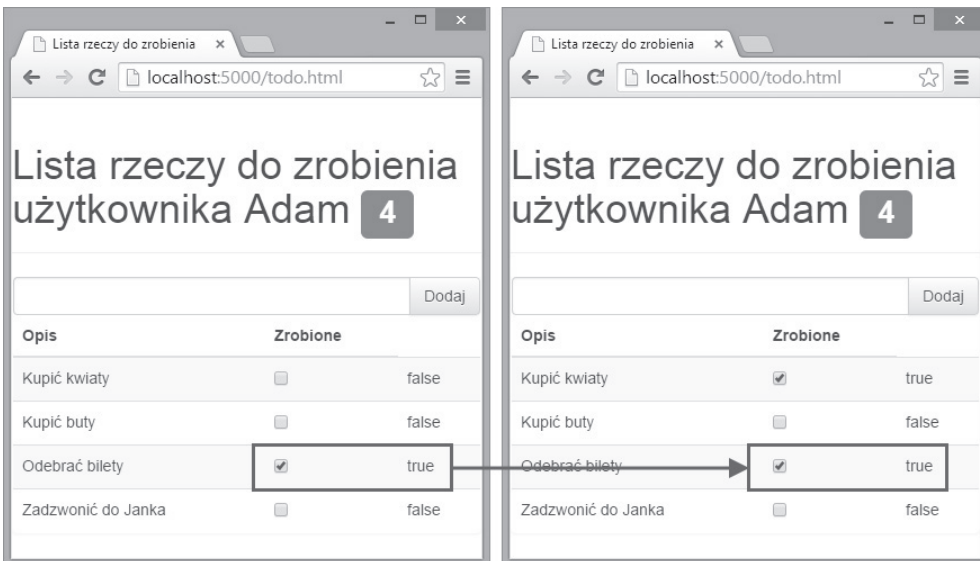 Lista rzeczy do zrobienia
localhost:5000/todo.html
Lista rzeczy do zrobienia
użytkownika Adam 4
Dodaj
Opis Zrobione
Kupić kwiaty false
Kupić buty false
Odebrać bilety true
Zadzwonić do Janka false
Lista rzeczy do zrobienia
localhost:5000/todo.html
Lista rzeczy do zrobienia
użytkownika Adam 4
Dodaj
Opis Zrobione
Kupić kwiaty true
Kupić buty false
Odebrać bilety true
Zadzwonić do Janka false